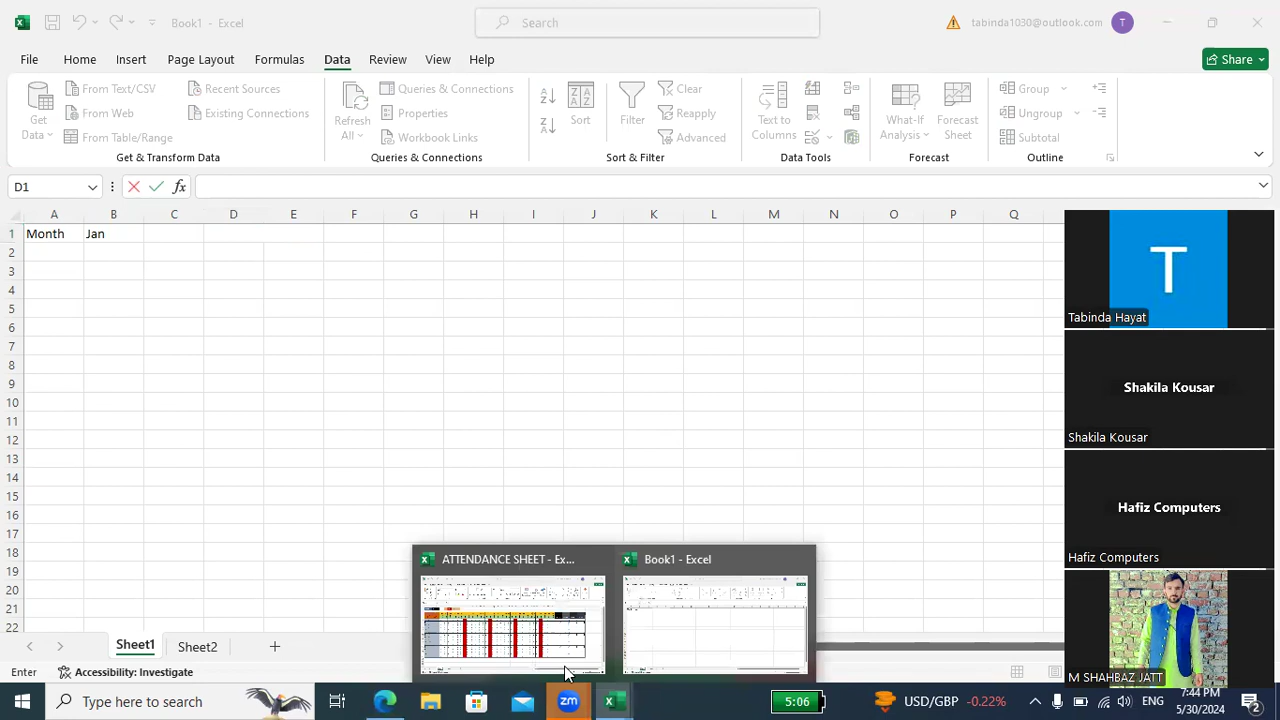 Book1 - Excel
Search
tabinda1030@outlook.com
T
File Home Insert Page Layout Formulas Data Review View Help
Share
Get Data
From Text/CSV
From Web
From Table/Range
Recent Sources
Existing Connections
Get & Transform Data
Refresh All
Queries & Connections
Properties
Workbook Links
Queries & Connections
Sort
Filter
Clear
Reapply
Advanced
Sort & Filter
Text to Columns
Data Tools
What-If Analysis
Forecast Sheet
Forecast
Group
Ungroup
Subtotal
Outline
D1
fx
A B C D E F G H I J K L M N O P Q
1 Month Jan
2
3
4
5
6
7
8
9
10
11
12
13
14
15
16
17
18
19
20
21
22
T
Tabinda Hayat
Shakila Kousar
Shakila Kousar
Hafiz Computers
Hafiz Computers
M SHAHBAZ JATT
ATTENDANCE SHEET - Ex...
Book1 - Excel
Sheet1 Sheet2
Enter
Accessibility: Investigate
Type here to search
zm
5:06
USD/GBP -0.22%
ENG
7:44 PM
5/30/2024
2